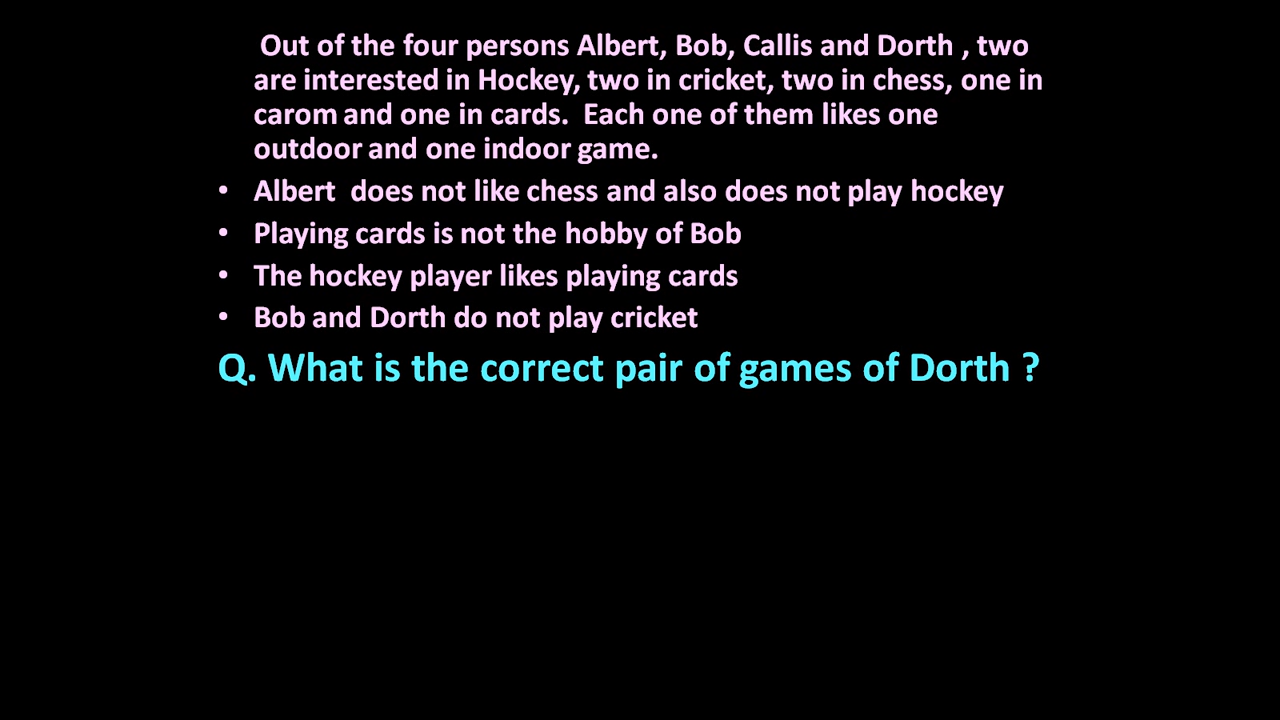 Out of the four persons Albert, Bob, Callis and Dorth , two
are interested in Hockey, two in cricket, two in chess, one in
carom and one in cards.  Each one of them likes one
outdoor and one indoor game.
• Albert  does not like chess and also does not play hockey
• Playing cards is not the hobby of Bob
• The hockey player likes playing cards
• Bob and Dorth do not play cricket
Q. What is the correct pair of games of Dorth ?